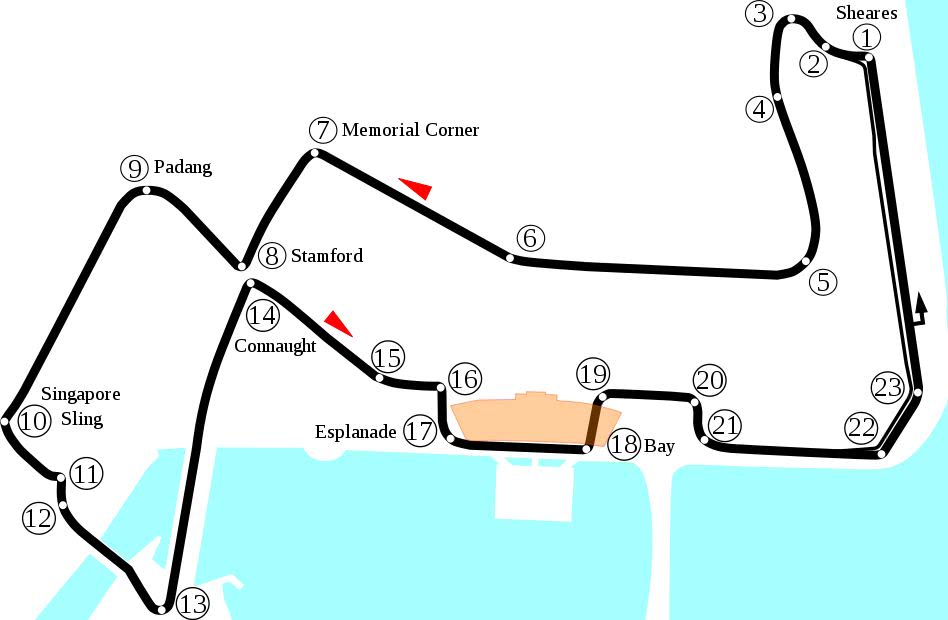 3
Sheares
1
2
4
7 Memorial Corner
9 Padang
6
8 Stamford
5
14
Connaught
15
16
19
20
23
Singapore
Sling
10
Esplanade 17
18 Bay
21
22
11
12
13